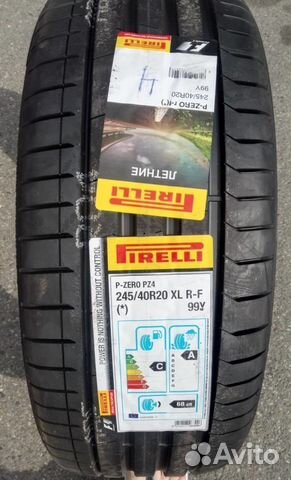 P-ZERO r-f(*)
245/40R20
99Y
4
ЛЕТНИЕ
PIRELLI
PIRELLI
POWER IS NOTHING WITHOUT CONTROL
P-ZERO PZ4
245/40R20 XL R-F
(*)
99Y
C
A
68 dB
Avito